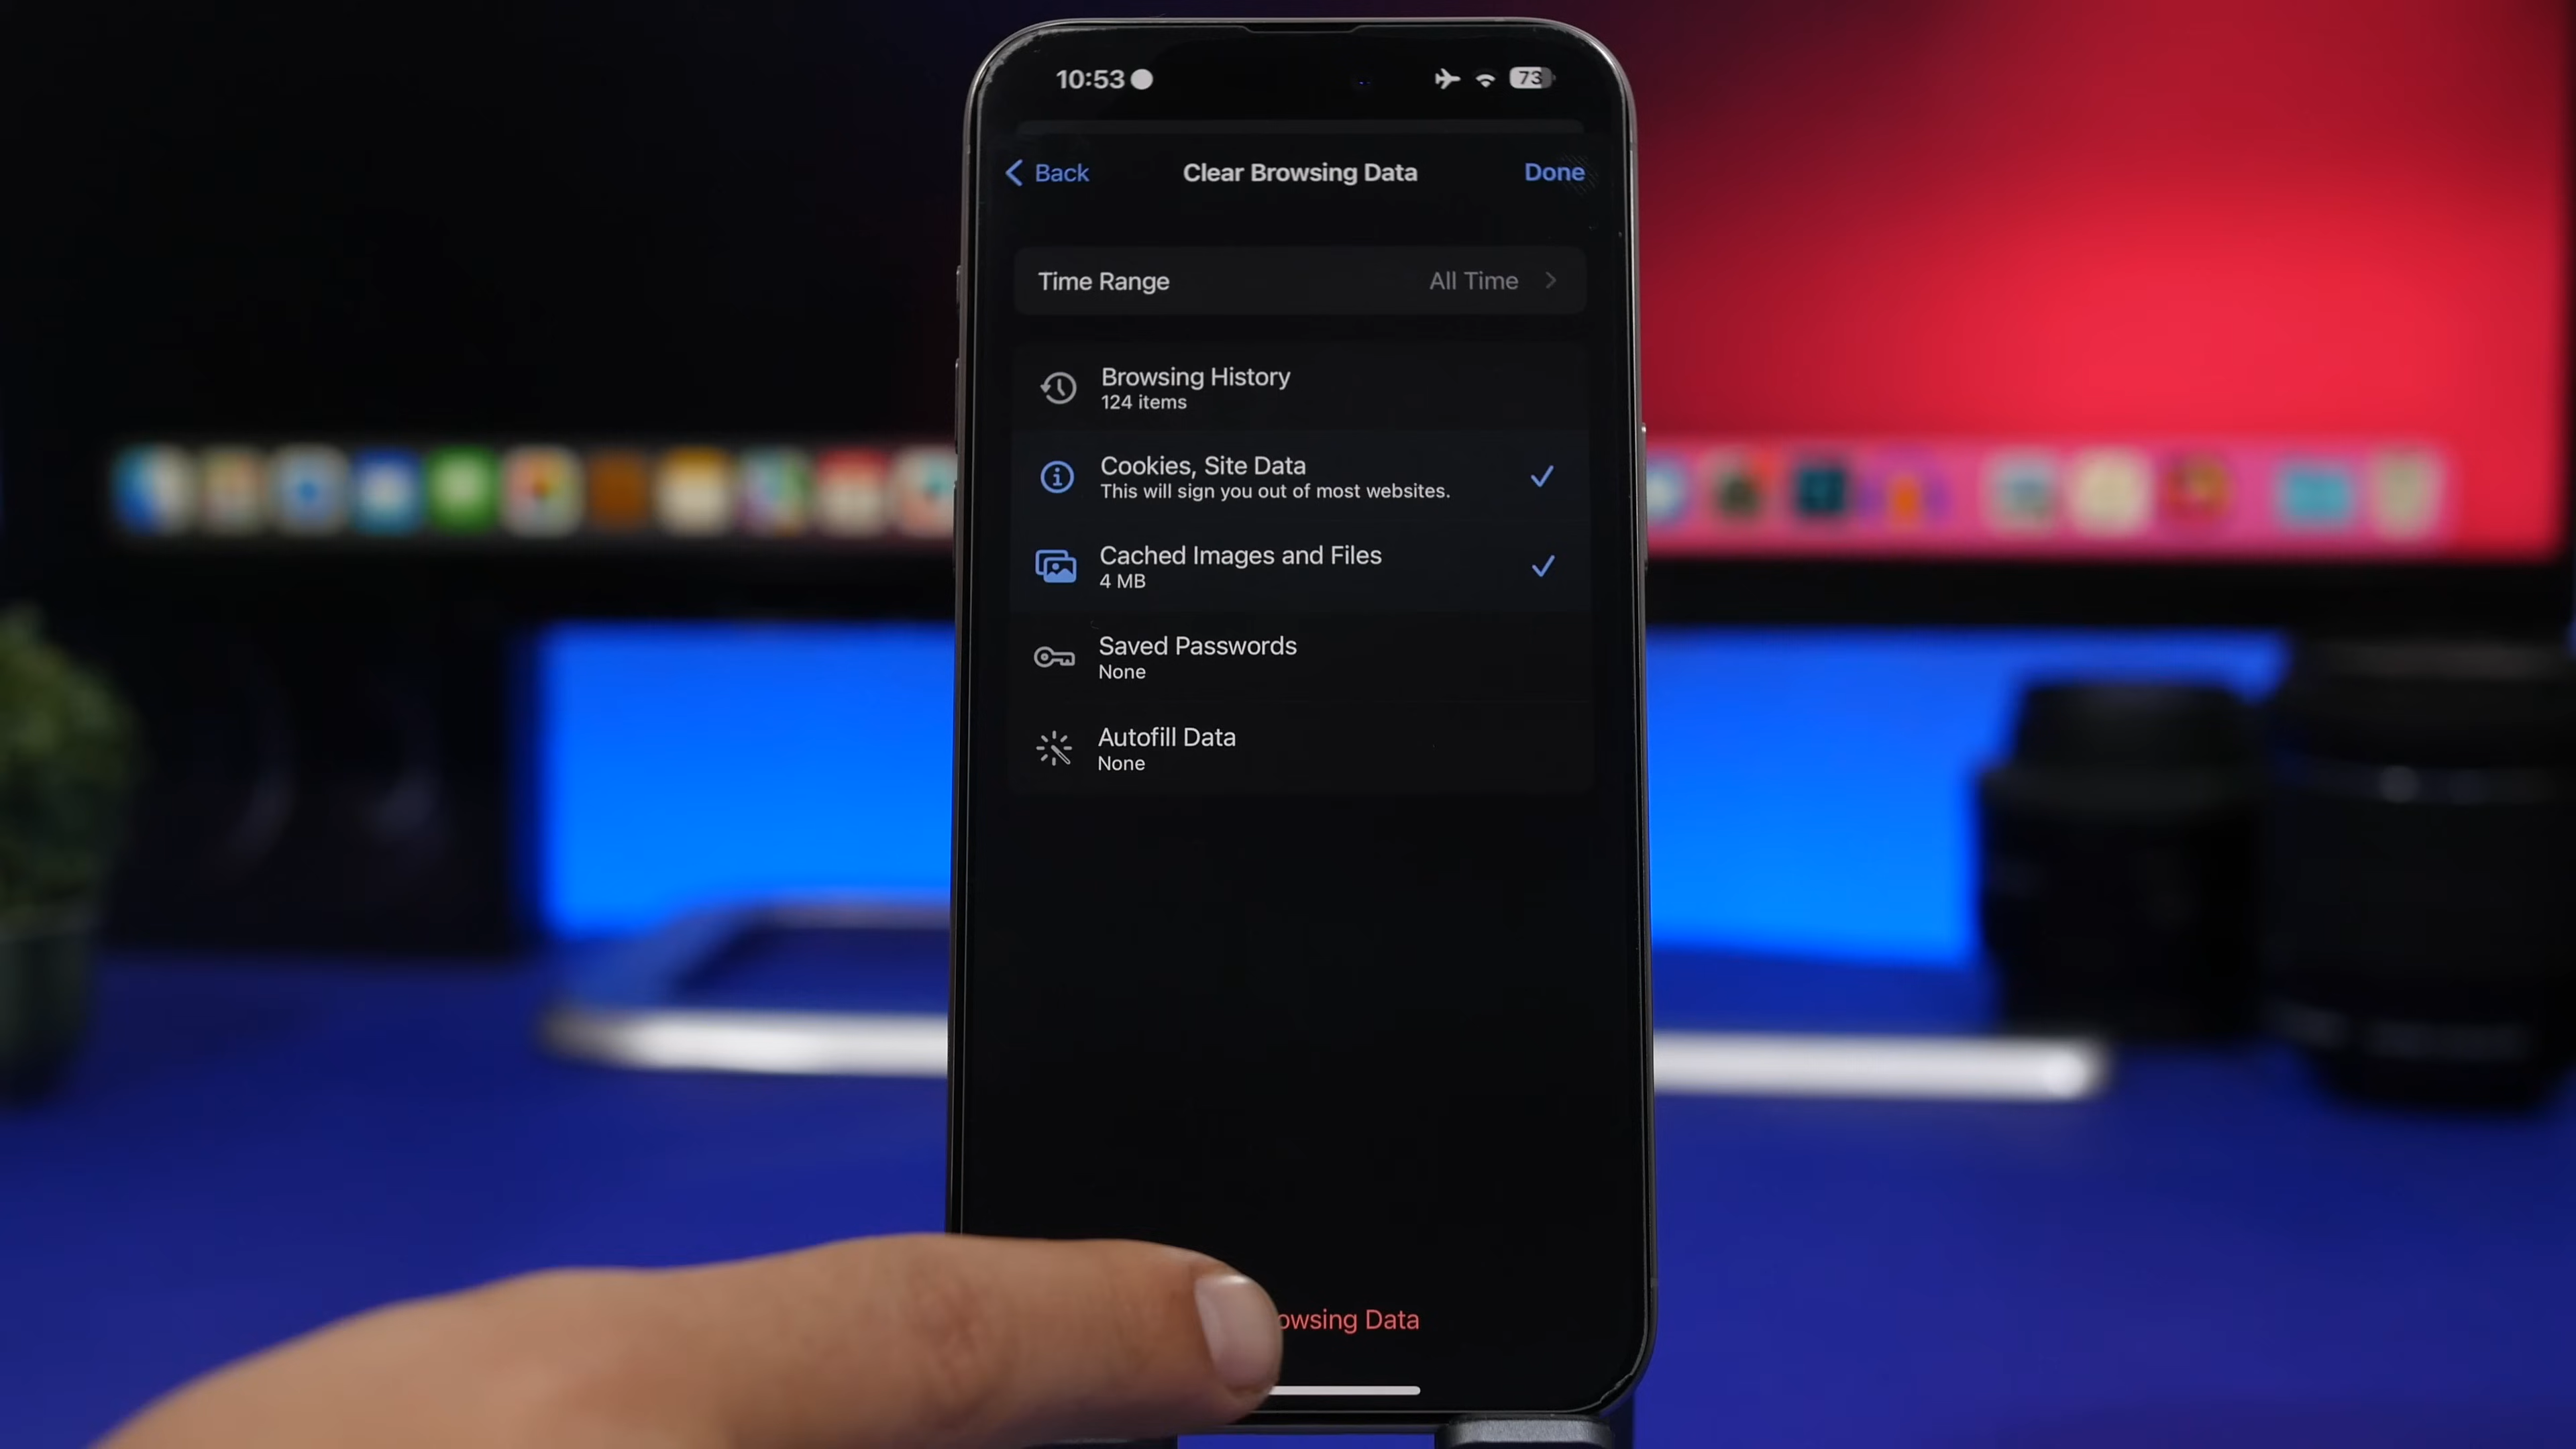 10:53
73
Back
Clear Browsing Data
Done
Time Range
All Time
Browsing History
124 items
Cookies, Site Data
This will sign you out of most websites.
Cached Images and Files
4 MB
Saved Passwords
None
Autofill Data
None
owsing Data